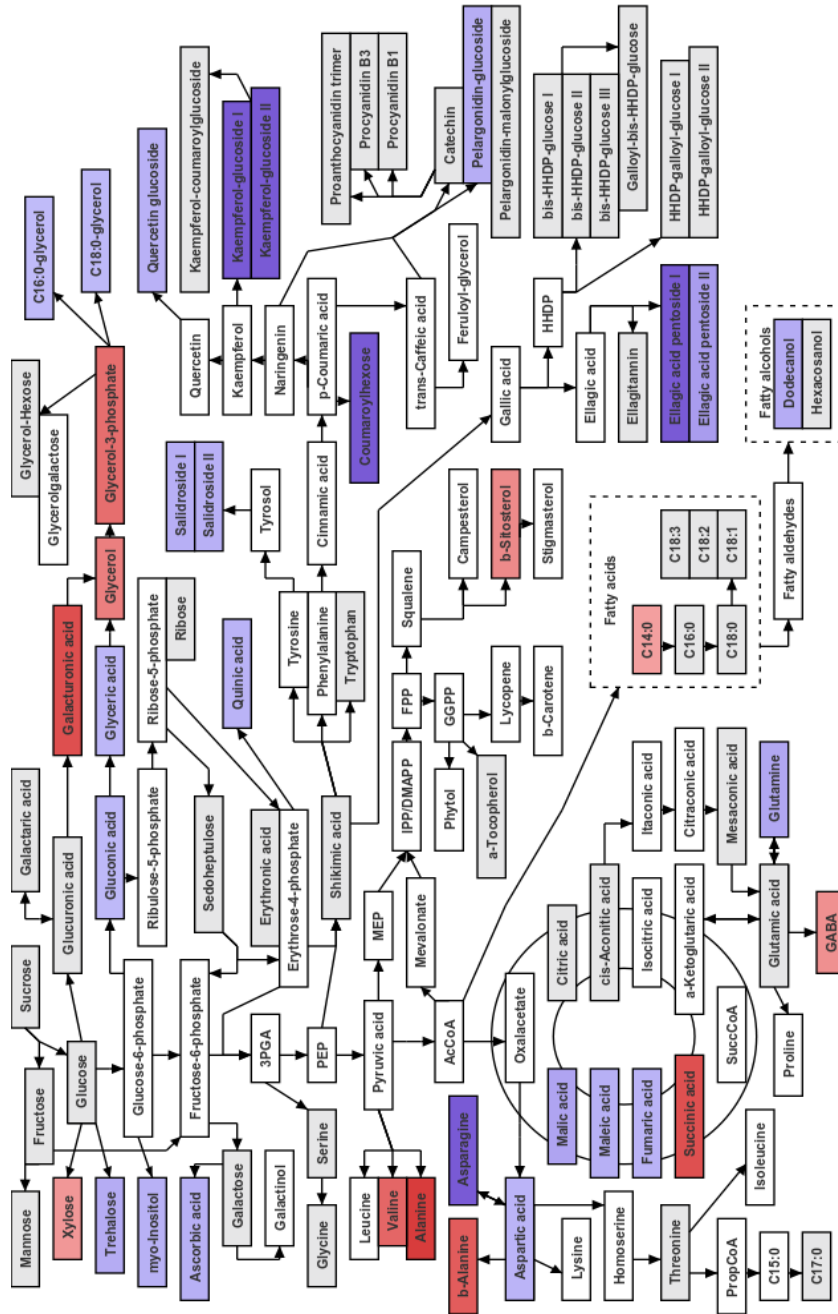 Mannose
Fructose
Sucrose
Galactaric acid
Glycerol-Hexose
Glycerolgalactose
C16:0-glycerol
C18:0-glycerol
Xylose
Glucose
Glucuronic acid
Galacturonic acid
Glycerol
Glycerol-3-phosphate
Trehalose
Glucose-6-phosphate
Gluconic acid
Glyceric acid
myo-Inositol
Ribulose-5-phosphate
Ribose-5-phosphate
Ribose
Ascorbic acid
Fructose-6-phosphate
Sedoheptulose
Salidroside I
Salidroside II
Quercetin
Quercetin glucoside
Kaempferol-coumaroylglucoside
Kaempferol
Kaempferol-glucoside I
Kaempferol-glucoside II
Galactose
Galactinol
3PGA
Erythronic acid
Erythrose-4-phosphate
Quinic acid
Tyrosol
Naringenin
Glycine
Serine
PEP
Shikimic acid
Tyrosine
Phenylalanine
Tryptophan
Cinnamic acid
p-Coumaric acid
Coumaroylhexose
Proanthocyanidin trimer
Procyanidin B3
Procyanidin B1
Leucine
Valine
Alanine
Pyruvic acid
MEP
Mevalonate
IPP/DMAPP
FPP
Squalene
Campesterol
b-Sitosterol
Stigmasterol
trans-Caffeic acid
Feruloyl-glycerol
Catechin
Pelargonidin-glucoside
Pelargonidin-malonylglucoside
AcCoA
Phytol
GGPP
a-Tocopherol
Lycopene
b-Carotene
Gallic acid
HHDP
bis-HHDP-glucose I
bis-HHDP-glucose II
bis-HHDP-glucose III
Galloyl-bis-HHDP-glucose
b-Alanine
Asparagine
Aspartic acid
Oxalacetate
Citric acid
Ellagic acid
Ellagitannin
Ellagic acid pentoside I
Ellagic acid pentoside II
HHDP-galloyl-glucose I
HHDP-galloyl-glucose II
Lysine
Malic acid
Maleic acid
Fumaric acid
Succinic acid
cis-Aconitic acid
Isocitric acid
a-Ketoglutaric acid
SuccCoA
Itaconic acid
Citraconic acid
Mesaconic acid
Fatty acids
C14:0
C16:0
C18:0
C18:3
C18:2
C18:1
Homoserine
Threonine
Isoleucine
Proline
Glutamic acid
Glutamine
GABA
PropCoA
C15:0
C17:0
Fatty aldehydes
Fatty alcohols
Dodecanol
Hexacosanol